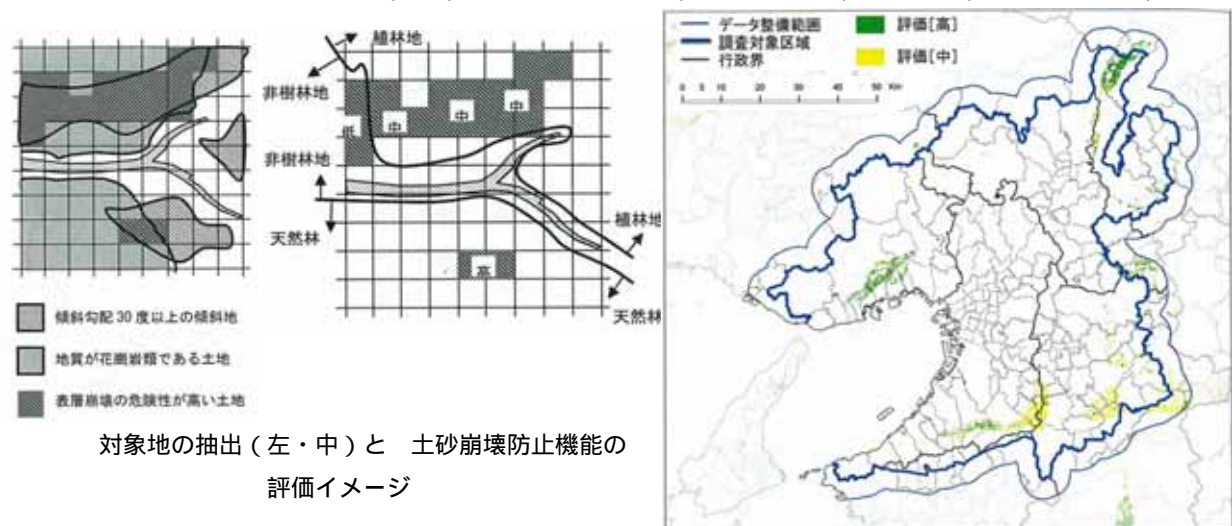 植林地
非樹林地
低
中
中
中
非樹林地
天然林
植林地
高
天然林
傾斜勾配 30 度以上の傾斜地
地質が花崗岩類である土地
表層崩壊の危険性が高い土地
対象地の抽出(左・中)と 土砂崩壊防止機能の
評価イメージ
データ整備範囲
調査対象区域
行政界
評価[高]
評価[中]
0 5 10 20 30 40 50 Km